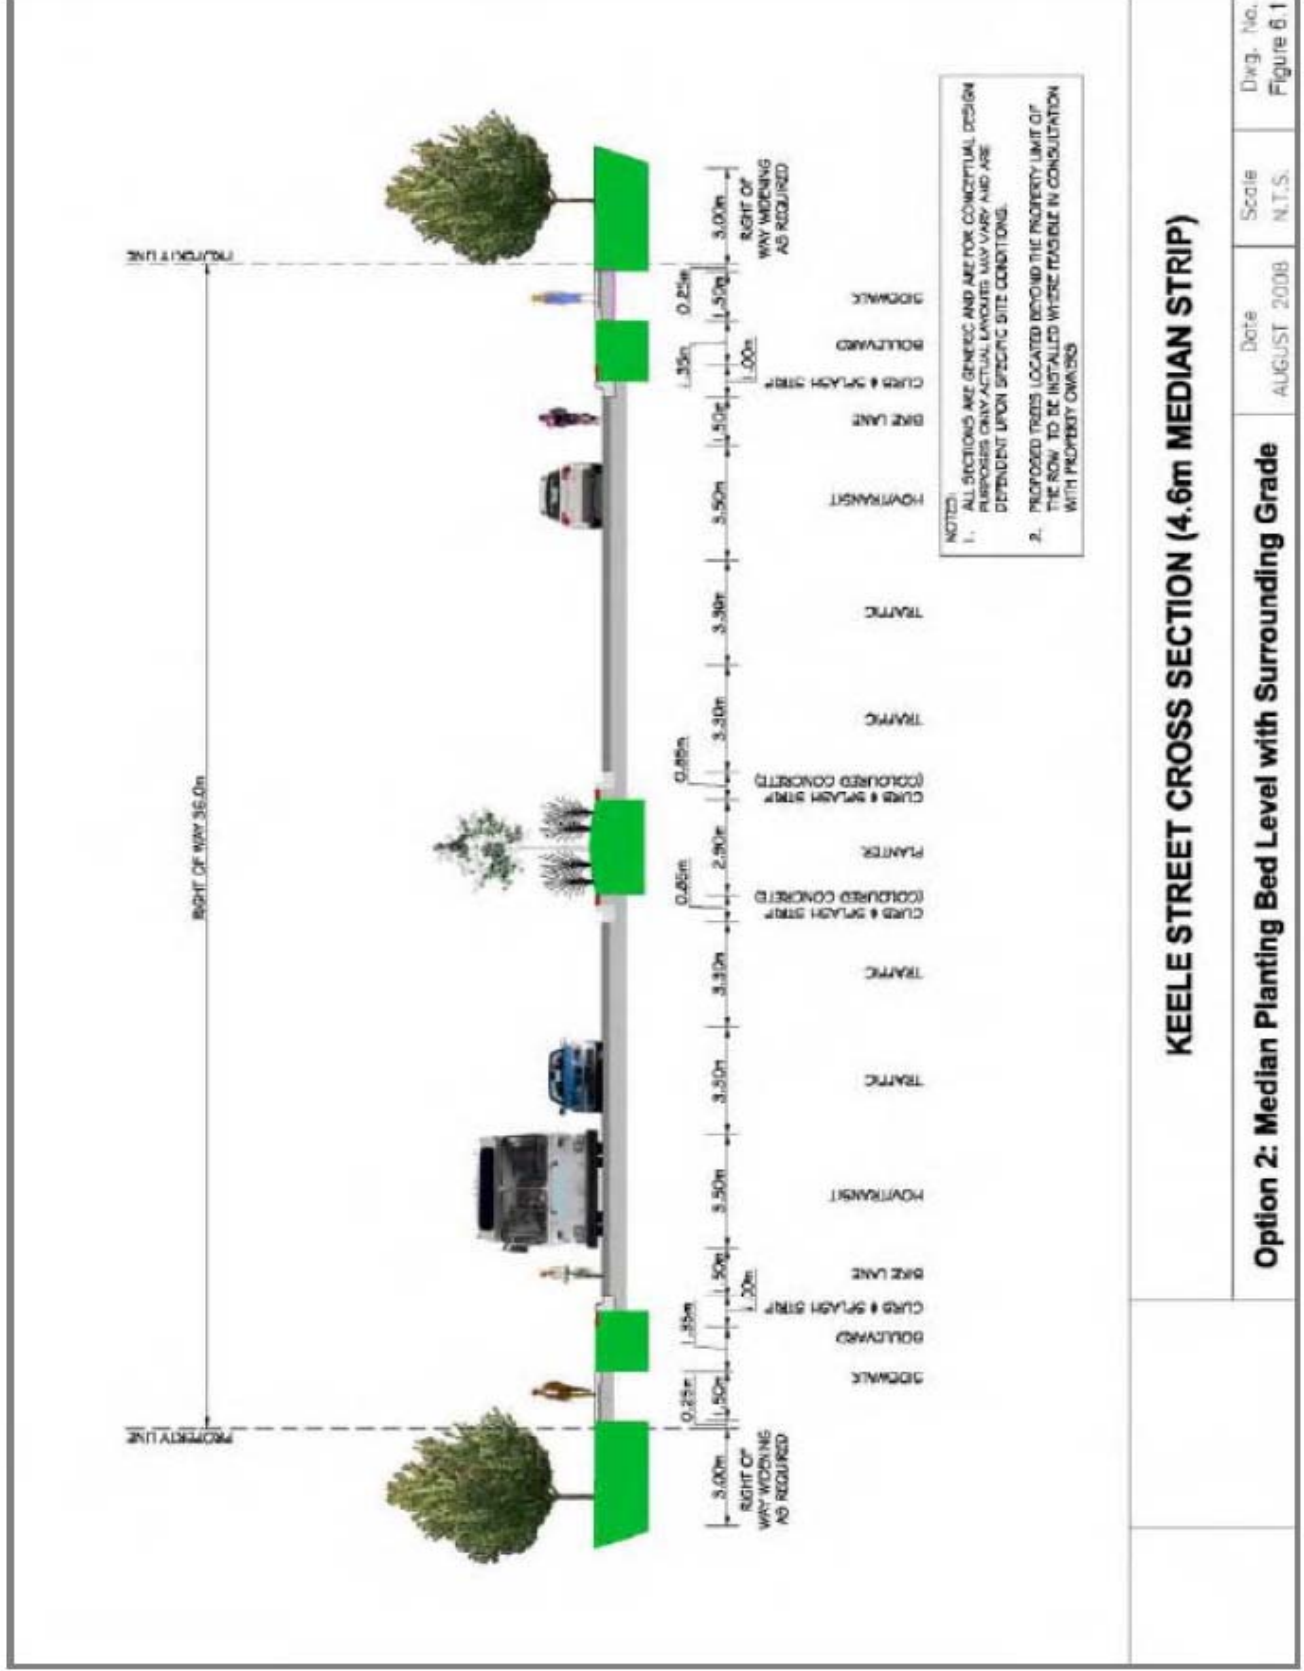 RIGHT OF WAY 36.0m
PROPERTY LINE
PROPERTY LINE
3.00m
0.25m
1.50m
1.35m
1.00m
1.50m
3.50m
3.30m
3.30m
0.85m
2.90m
0.85m
3.30m
3.30m
3.50m
1.50m
1.00m
1.35m
1.50m
0.25m
3.00m
RIGHT OF
WAY WIDENING
AS REQUIRED
SIDEWALK
BOULEVARD
CURB & SPLASH STRIP
BIKE LANE
HOV/TRANSIT
TRAFFIC
TRAFFIC
CURB & SPLASH STRIP
(COLOURED CONCRETE)
PLANTER
CURB & SPLASH STRIP
(COLOURED CONCRETE)
TRAFFIC
TRAFFIC
HOV/TRANSIT
BIKE LANE
CURB & SPLASH STRIP
BOULEVARD
SIDEWALK
RIGHT OF
WAY WIDENING
AS REQUIRED
NOTES:
1. ALL SECTIONS ARE GENERIC AND ARE FOR CONCEPTUAL DESIGN
PURPOSES ONLY. ACTUAL LAYOUTS MAY VARY AND ARE
DEPENDENT UPON SPECIFIC SITE CONDITIONS.
2. PROPOSED TREES LOCATED BEYOND THE PROPERTY LIMIT OF
THE ROW TO BE INSTALLED WHERE FEASIBLE IN CONSULTATION
WITH PROPERTY OWNERS
KEELE STREET CROSS SECTION (4.6m MEDIAN STRIP)
Option 2: Median Planting Bed Level with Surrounding Grade
Date
AUGUST 2008
Scale
N.T.S.
Dwg. No.
Figure 6.1